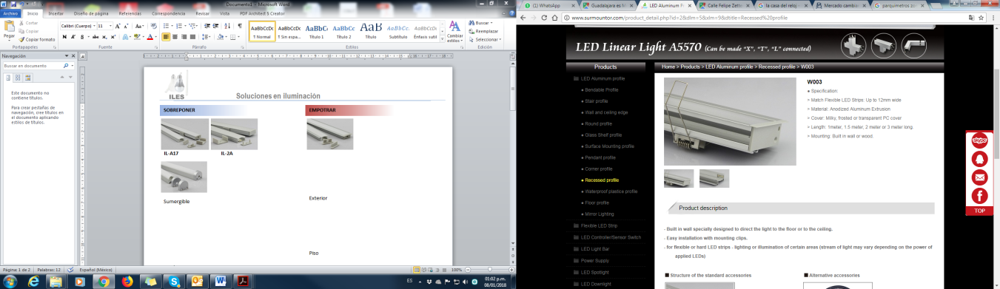 Documento1 - Microsoft Word
Archivo Inicio Insertar Diseño de página Referencias Correspondencia Revisar Vista PDF Architect 5 Creator
Pegar
Cortar
Copiar
Copiar formato
Portapapeles
Calibri (Cuerpo) 11
Fuente
Párrafo
AaBbCcDc AaBbCcDc AaBbC AaBbCc AaB AaBbCc. AaBbCcDc
¶ Normal ¶ Sin espa... Título 1 Título 2 Título Subtítulo Énfasis sutil
Cambiar estilos
Estilos
Buscar
Reemplazar
Seleccionar
Edición
Navegación
Buscar en documento
Este documento no
contiene títulos.
Para crear pestañas de
navegación, cree títulos en
el documento aplicando
estilos de título.
ILES
Soluciones en iluminación
SOBREPONER EMPOTRAR
IL-A17 IL-2A
Sumergible
Exterior
Piso
Página: 1 de 2 Palabras: 12 Español (México) 100%
ES 01:02 p.m.
08/01/2018
(1) WhatsApp Guadalajara es M LED Aluminum P Calle Felipe Zette la casa del reloj Mercado cambio parquimetros zo
www.surmountor.com/product_detail.php?id=2&dlm=5&xdm=9&dtitle=Recessed%20profile
LED Linear Light A5570 (Can be made "X", "T", "L" connected)
Products
LED Aluminum profile
Bendable Profile
Stair profile
Wall and ceiling edge
Round profile
Glass Shelf profile
Surface Mounting profile
Pendant profile
Corner profile
Recessed profile
Waterproof plastice profile
Floor profile
Mirror Lighting
Flexible LED Strip
LED Controller/Sensor Switch
LED Light Bar
Power Supply
LED Spotlight
LED Downlight
Home > Products > LED Aluminum profile > Recessed profile > W003
W003
● Specification:
> Match Flexible LED Strips: Up to 12mm wide
> Material: Anodized Aluminum Extrusion
> Cover: Milky, frosted or transparent PC cover
> Length: 1meter, 1.5 meter, 2 meter or 3 meter long.
> Mounting: Built in wall or wood.
Product description
- Built in wall specially designed to direct the light to the floor or to the ceiling.
- Easy installation with mounting clips.
- for flexible or hard LED strips - lighting or illumination of certain areas (stream of light may vary depending on the power of
applied LEDs)
■ Structure of the standard accessories ■ Alternative accessories
skype
TOP